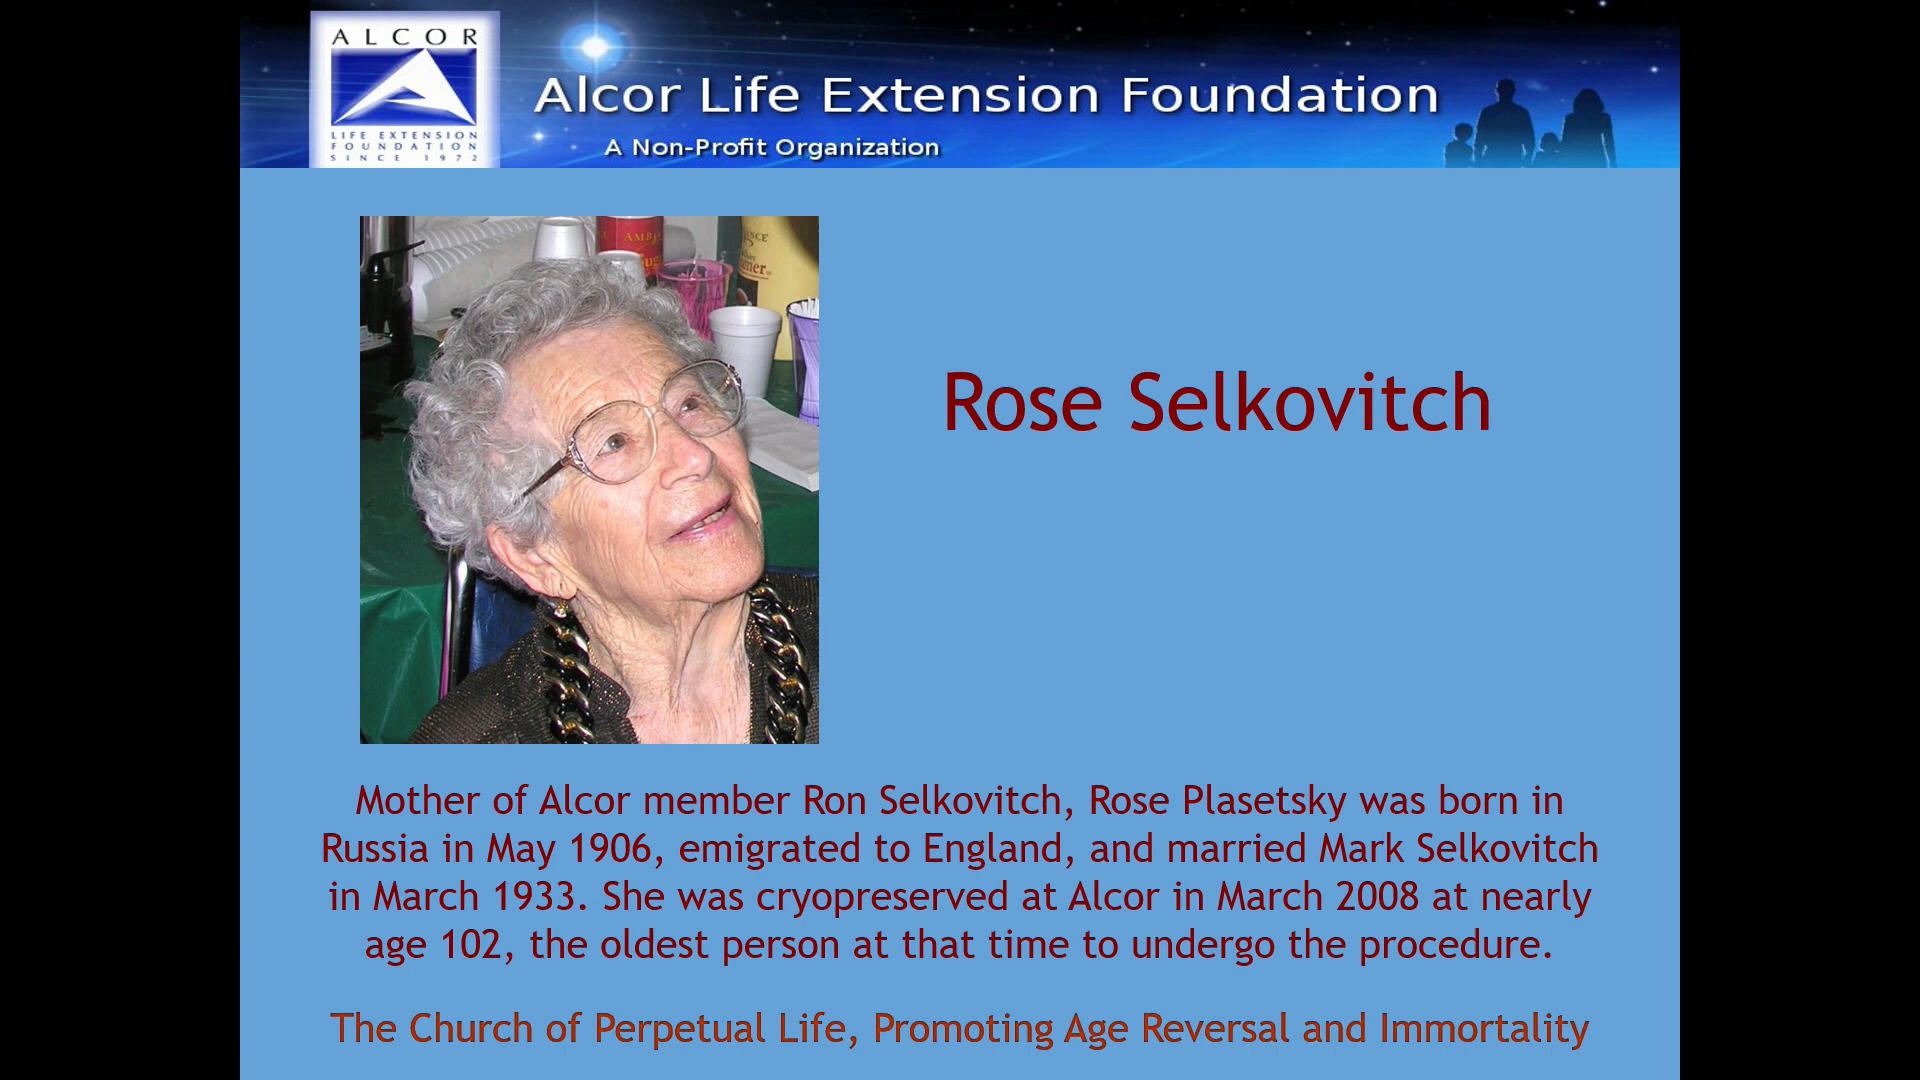 ALCOR
LIFE EXTENSION
FOUNDATION
SINCE 1972
Alcor Life Extension Foundation
A Non-Profit Organization
Rose Selkovitch
Mother of Alcor member Ron Selkovitch, Rose Plasetsky was born in
Russia in May 1906, emigrated to England, and married Mark Selkovitch
in March 1933. She was cryopreserved at Alcor in March 2008 at nearly
age 102, the oldest person at that time to undergo the procedure.
The Church of Perpetual Life, Promoting Age Reversal and Immortality